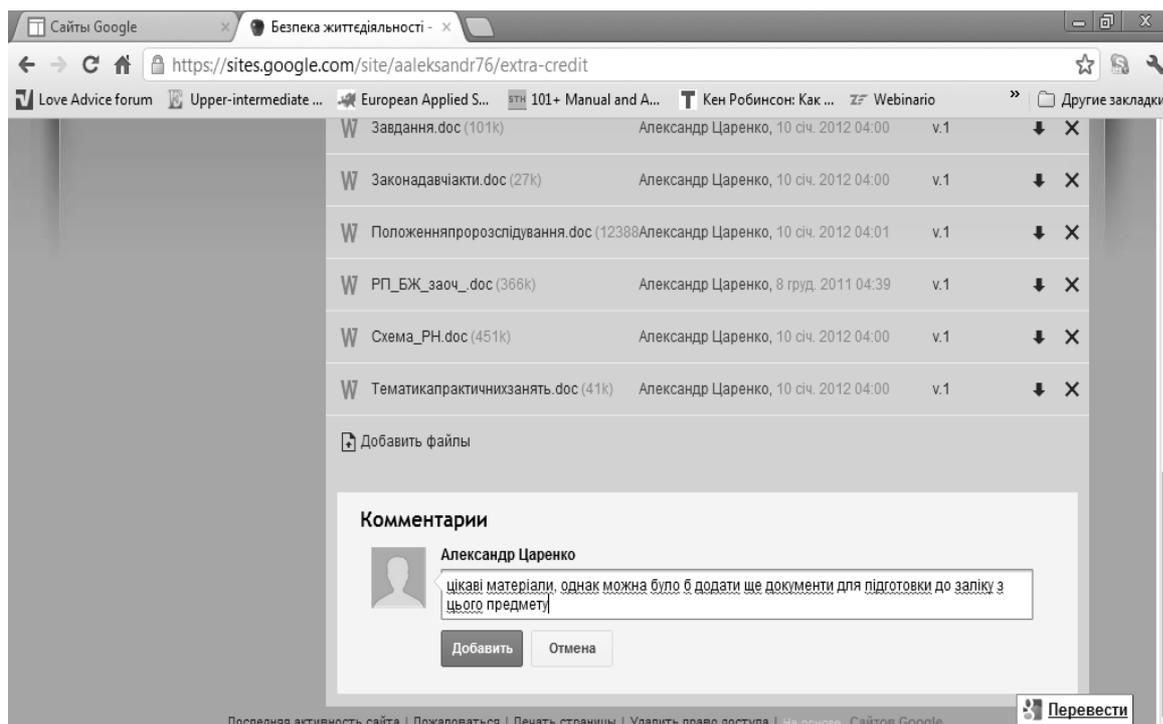 Сайты Google
Безпека життєдіяльності -
https://sites.google.com/site/aaleksandr76/extra-credit
Love Advice forum Upper-intermediate ... European Applied S... STH 101+ Manual and A... Кен Робинсон: Как ... Webinario » Другие закладки
Завдання.doc (101k) Александр Царенко, 10 січ. 2012 04:00 v.1
Законадавчіакти.doc (27k) Александр Царенко, 10 січ. 2012 04:00 v.1
Положенняпророзслідування.doc (12388 Александр Царенко, 10 січ. 2012 04:01 v.1
РП_БЖ_заоч_.doc (366k) Александр Царенко, 8 груд. 2011 04:39 v.1
Схема_РН.doc (451k) Александр Царенко, 10 січ. 2012 04:00 v.1
Тематикапрактичнихзанять.doc (41k) Александр Царенко, 10 січ. 2012 04:00 v.1
Добавить файлы
Комментарии
Александр Царенко
цікаві матеріали, однак можна було б додати ще документи для підготовки до заліку з
цього предмету
Добавить Отмена
Перевести
Последняя активность сайта | Пожаловаться | Печать страницы | Удалить право доступа | На основе Сайтов Google